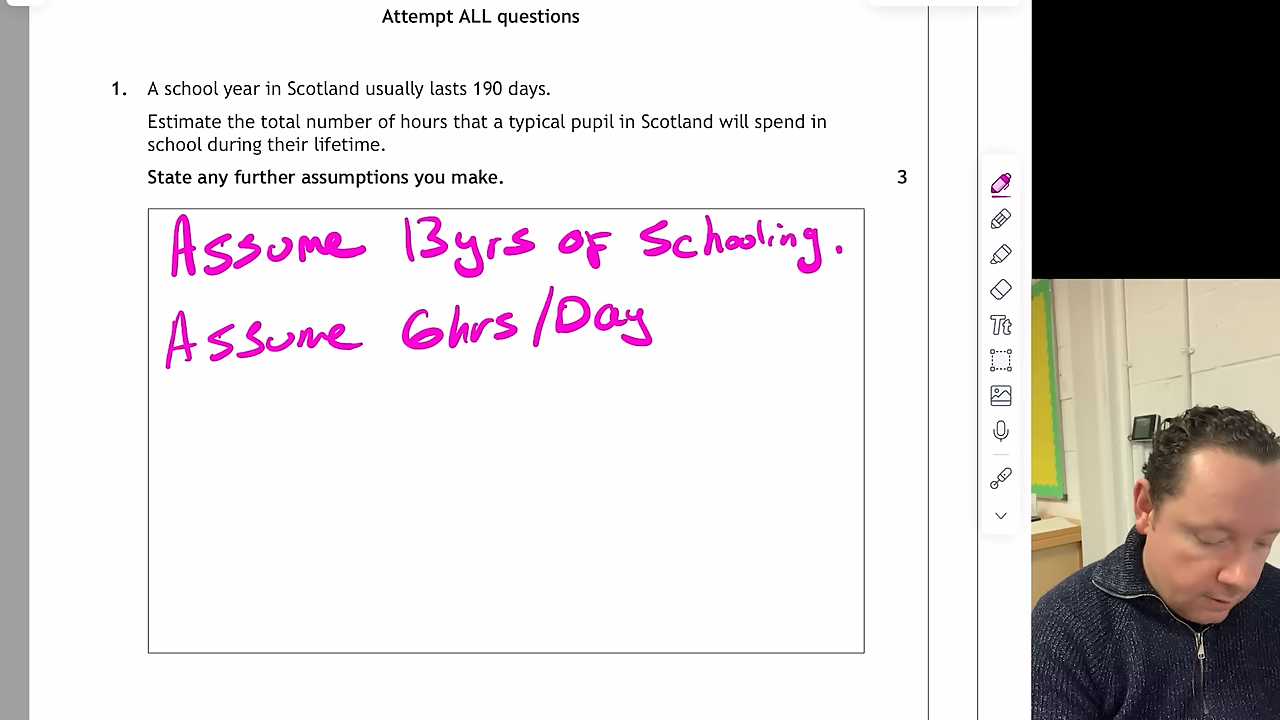 Attempt ALL questions
1. A school year in Scotland usually lasts 190 days.
Estimate the total number of hours that a typical pupil in Scotland will spend in
school during their lifetime.
State any further assumptions you make. 3
Assume 13yrs of Schooling.
Assume 6hrs/Day
Tt